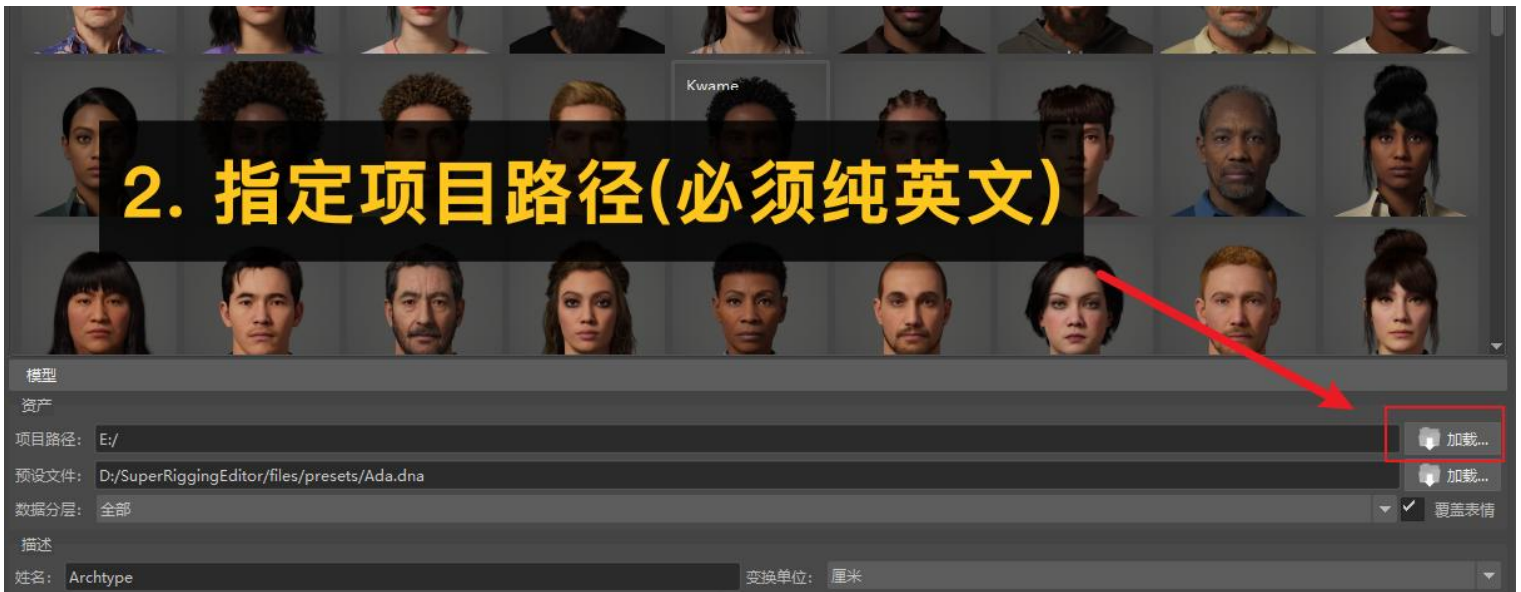 Kwame
2. 指定项目路径(必须纯英文)
模型
资产
项目路径: E:/ 加载...
预设文件: D:/SuperRiggingEditor/files/presets/Ada.dna 加载...
数据分层: 全部 覆盖表情
描述
姓名: Archtype 变换单位: 厘米